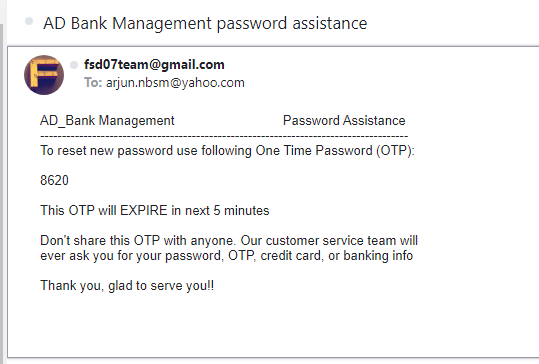 AD Bank Management password assistance
F
fsd07team@gmail.com
To: arjun.nbsm@yahoo.com
AD_Bank Management Password Assistance
------------------------------------------------------------------------------------
To reset new password use following One Time Password (OTP):
8620
This OTP will EXPIRE in next 5 minutes
Don't share this OTP with anyone. Our customer service team will
ever ask you for your password, OTP, credit card, or banking info
Thank you, glad to serve you!!